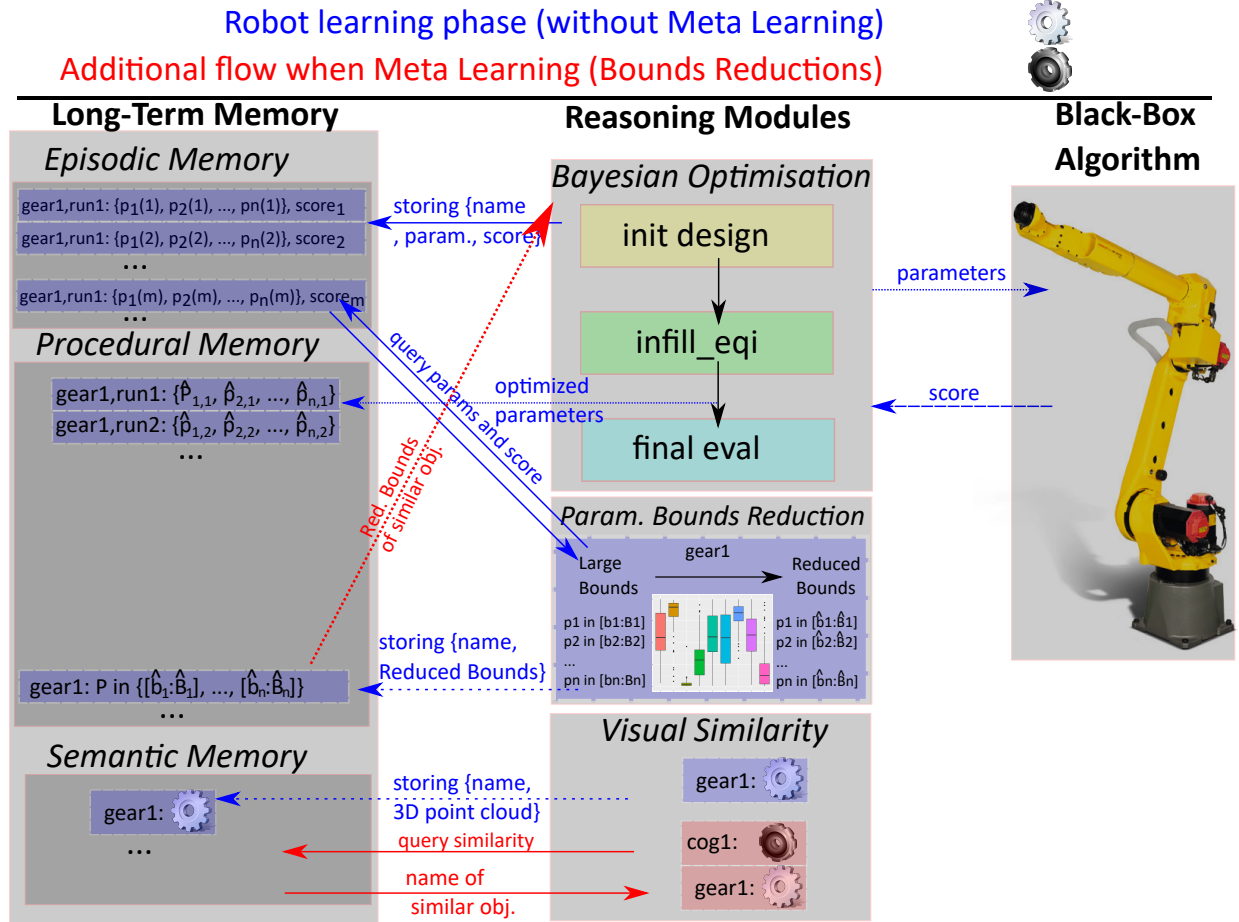 Robot learning phase (without Meta Learning)
Additional flow when Meta Learning (Bounds Reductions)
Long-Term Memory
Reasoning Modules
Black-Box
Algorithm
Episodic Memory
gear1,run1: {p₁(1), p₂(1), ..., pn(1)}, score₁
gear1,run1: {p₁(2), p₂(2), ..., pₙ(2)}, score₂
...
gear1,run1: {p₁(m), p₂(m), ..., pₙ(m)}, scoreₘ
...
Procedural Memory
gear1,run1: {P̂₁,₁, p̂₂,₁, ..., p̂ₙ,₁}
gear1,run2: {p̂₁,₂, p̂₂,₂, ..., p̂ₙ,₂}
...
gear1: P in {[b̂₁:B̂₁], ..., [b̂ₙ:B̂ₙ]}
...
Semantic Memory
gear1:
...
storing {name
, param., score}
query params and score
optimized
parameters
Red. Bounds
of similar obj.
storing {name,
Reduced Bounds}
storing {name,
3D point cloud}
query similarity
name of
similar obj.
Bayesian Optimisation
init design
infill_eqi
final eval
Param. Bounds Reduction
gear1
Large
Bounds
Reduced
Bounds
p1 in [b1:B1]
p2 in [b2:B2]
...
pn in [bn:Bn]
p1 in [b̂1:B̂1]
p2 in [b̂2:B̂2]
...
pn in [b̂n:B̂n]
Visual Similarity
gear1:
cog1:
gear1:
parameters
score